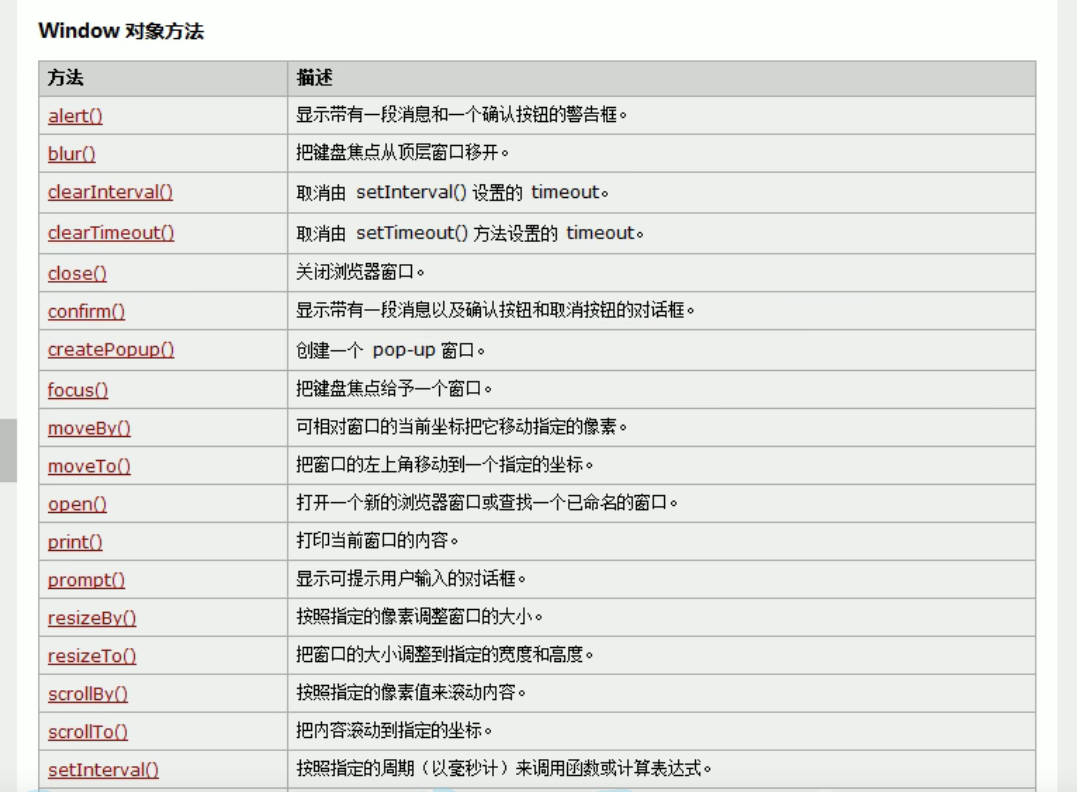 Window 对象方法
方法 描述
alert() 显示带有一段消息和一个确认按钮的警告框。
blur() 把键盘焦点从顶层窗口移开。
clearInterval() 取消由 setInterval() 设置的 timeout。
clearTimeout() 取消由 setTimeout() 方法设置的 timeout。
close() 关闭浏览器窗口。
confirm() 显示带有一段消息以及确认按钮和取消按钮的对话框。
createPopup() 创建一个 pop-up 窗口。
focus() 把键盘焦点给予一个窗口。
moveBy() 可相对窗口的当前坐标把它移动指定的像素。
moveTo() 把窗口的左上角移动到一个指定的坐标。
open() 打开一个新的浏览器窗口或查找一个已命名的窗口。
print() 打印当前窗口的内容。
prompt() 显示可提示用户输入的对话框。
resizeBy() 按照指定的像素调整窗口的大小。
resizeTo() 把窗口的大小调整到指定的宽度和高度。
scrollBy() 按照指定的像素值来滚动内容。
scrollTo() 把内容滚动到指定的坐标。
setInterval() 按照指定的周期（以毫秒计）来调用函数或计算表达式。